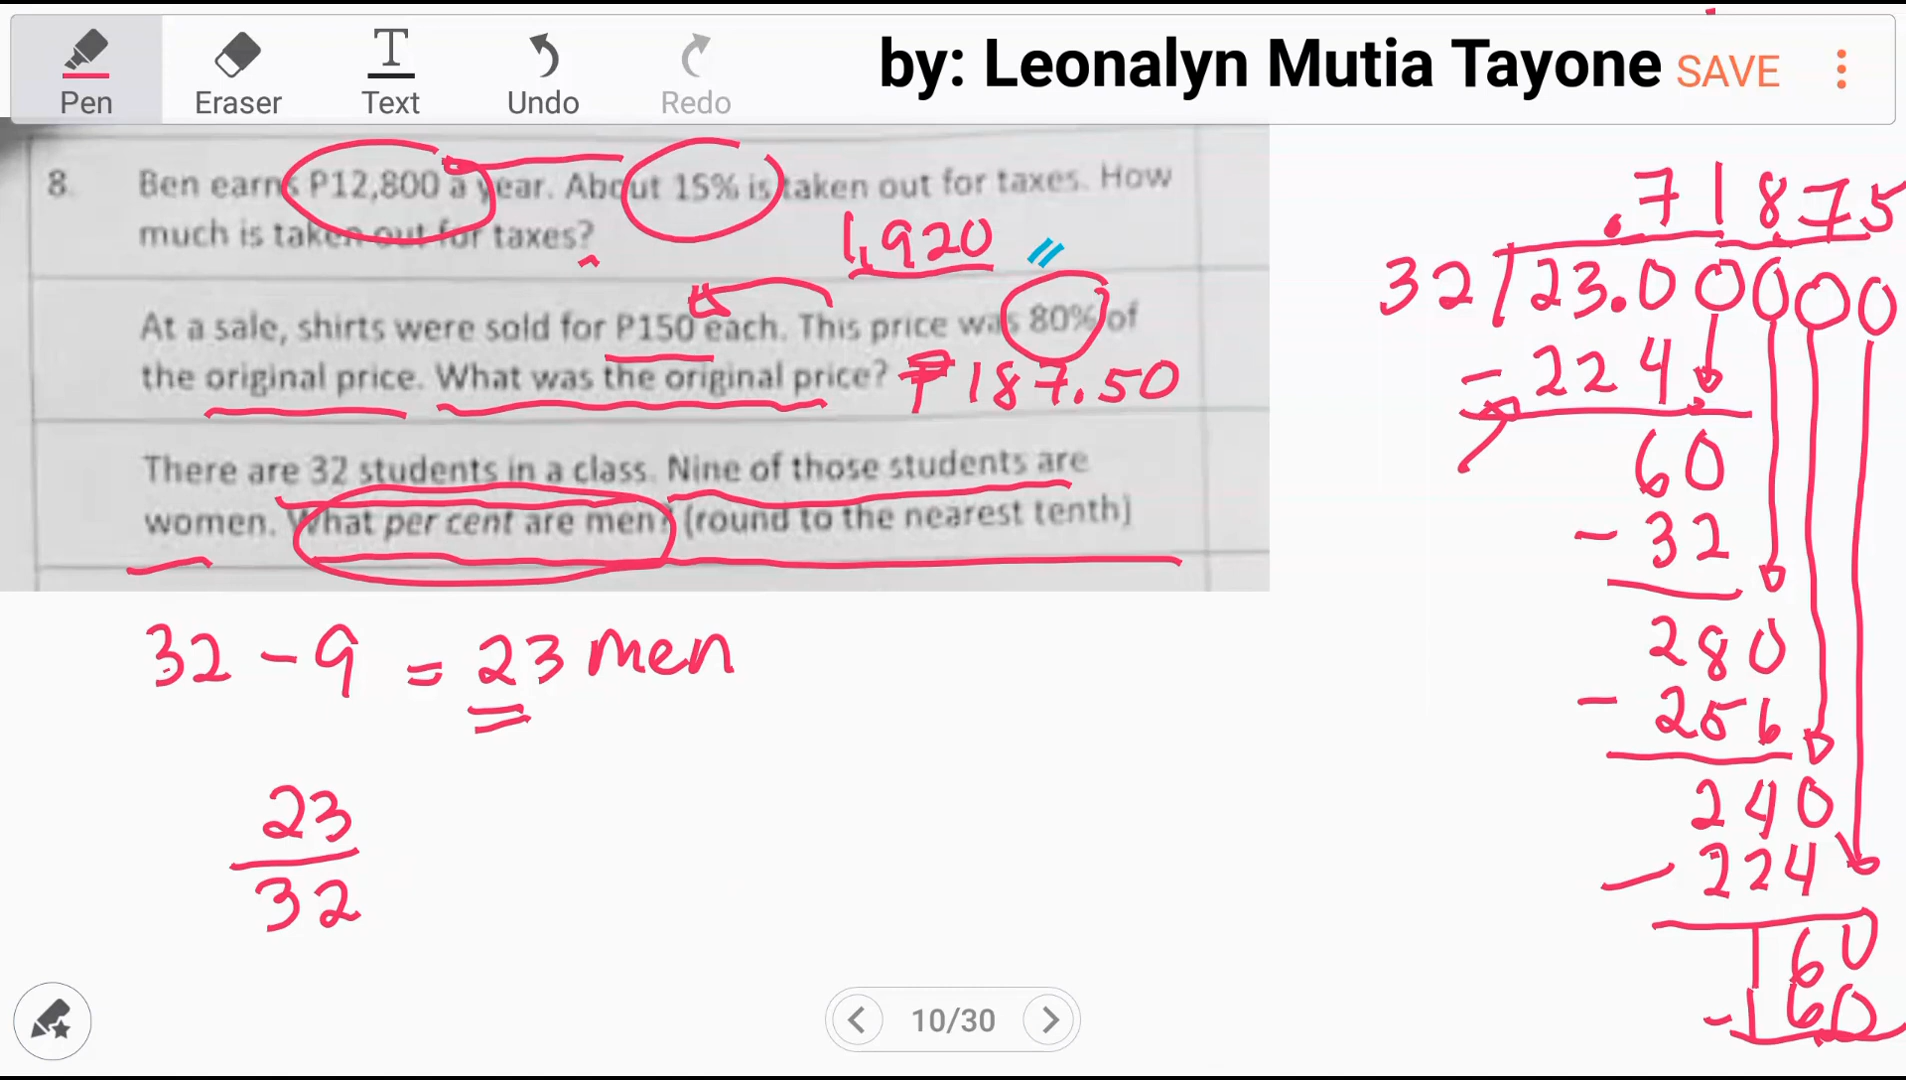 by: Leonalyn Mutia Tayone
SAVE
Pen
Eraser
Text
Undo
Redo
8. Ben earns P12,800 a year. About 15% is taken out for taxes. How
much is taken out for taxes?
1,920
At a sale, shirts were sold for P150 each. This price was 80% of
the original price. What was the original price?
₱187.50
There are 32 students in a class. Nine of those students are
women. What per cent are men? (round to the nearest tenth)
32 - 9 = 23 men
23
32
.71875
32 23.00000
- 224
60
- 32
280
- 256
240
- 224
160
- 160
10/30